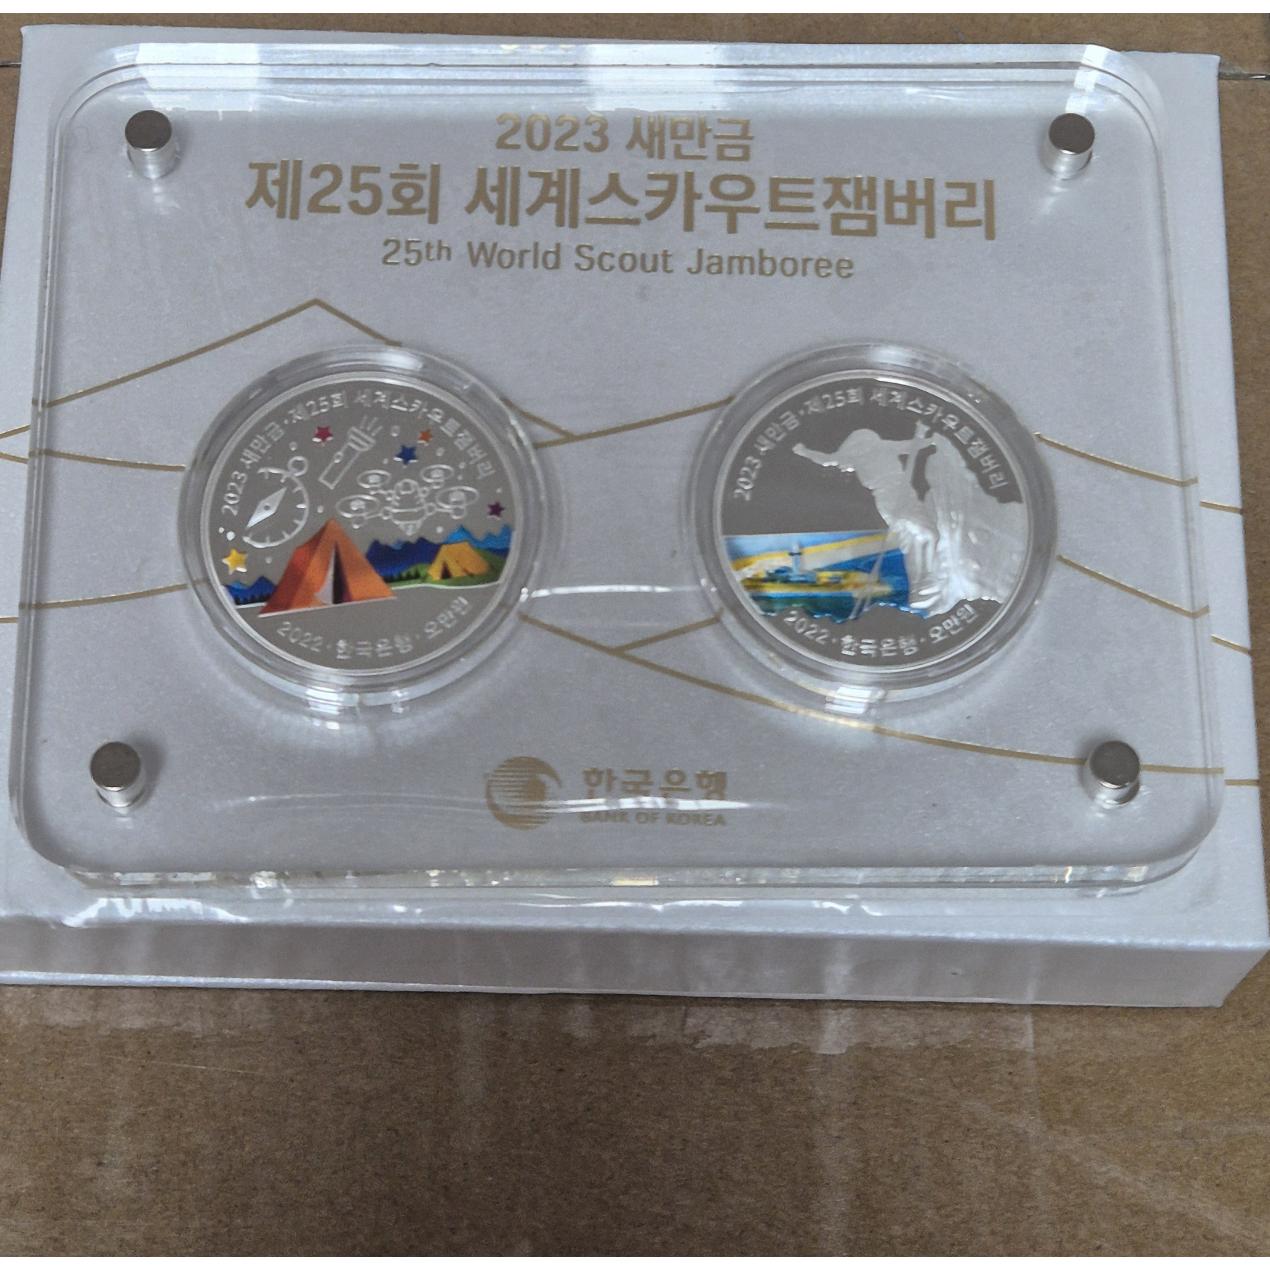 2023 새만금
제25회 세계스카우트잼버리
25th World Scout Jamboree
2023 새만금·제25회 세계스카우트잼버리
2022·한국은행·오만원
2023 새만금·제25회 세계스카우트잼버리
2022·한국은행·오만원
한국은행
BANK OF KOREA